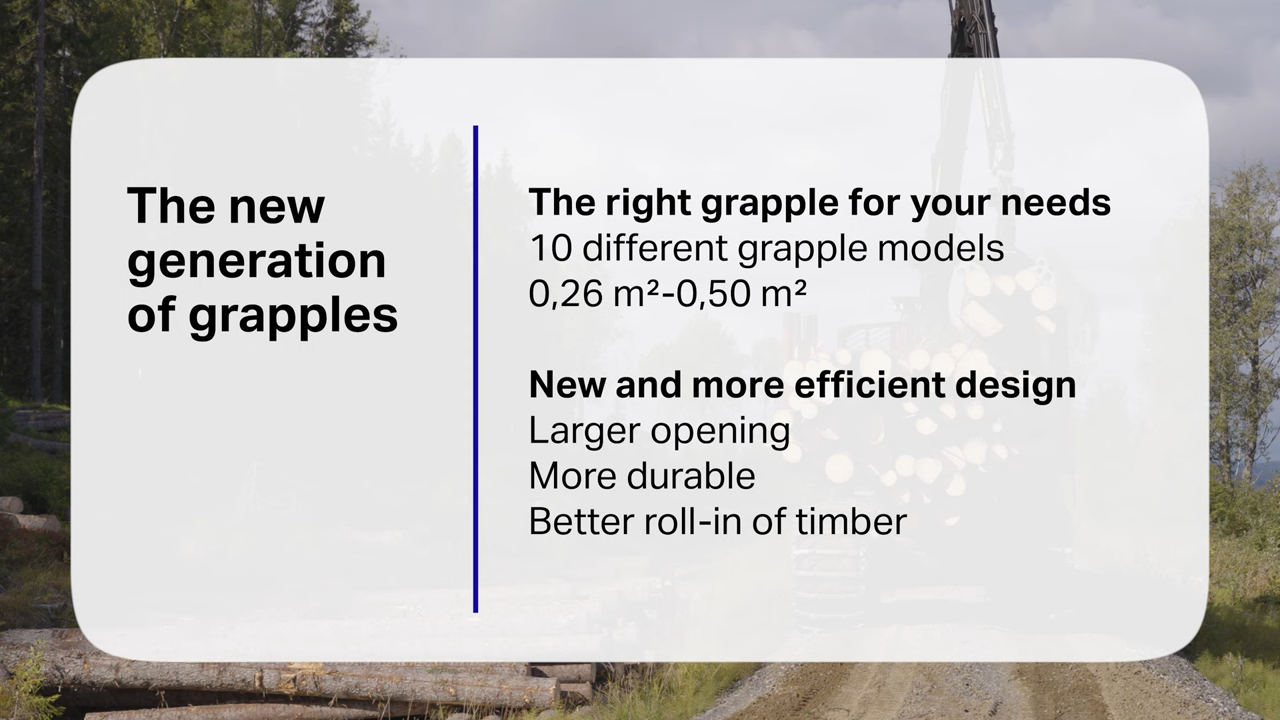 The new
generation
of grapples
The right grapple for your needs
10 different grapple models
0,26 m²-0,50 m²
New and more efficient design
Larger opening
More durable
Better roll-in of timber